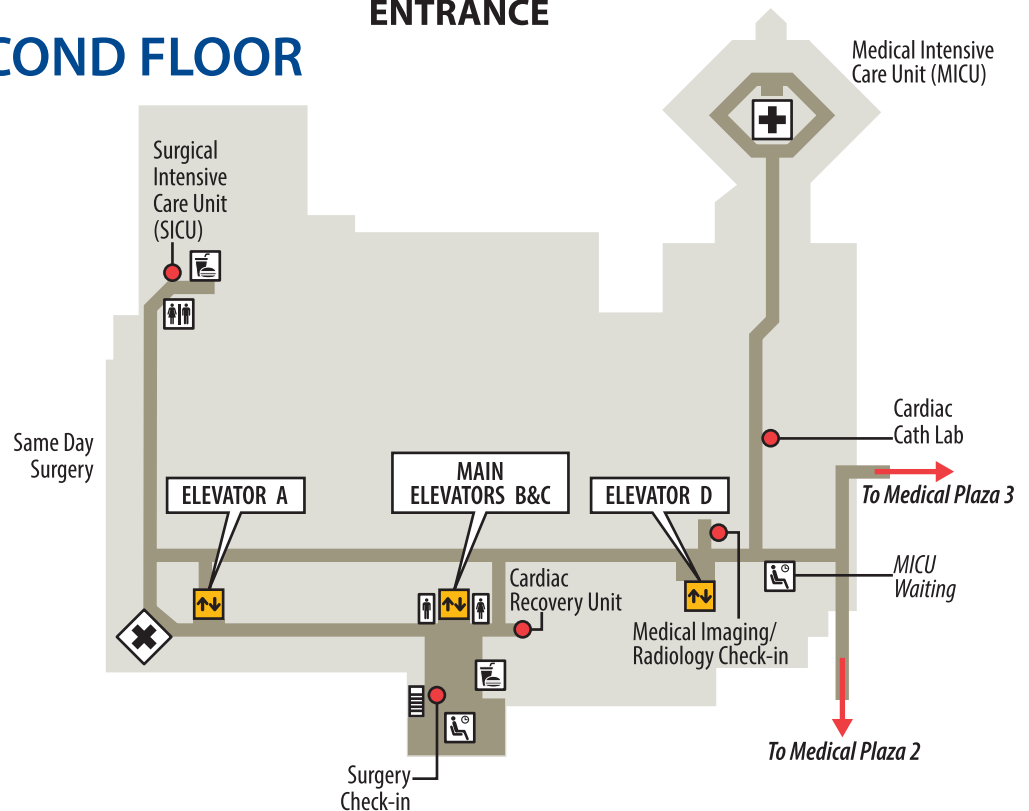 ENTRANCE
COND FLOOR
Medical Intensive
Care Unit (MICU)
Surgical
Intensive
Care Unit
(SICU)
Cardiac
Cath Lab
Same Day
Surgery
MAIN
ELEVATORS B&C
ELEVATOR A
ELEVATOR D
To Medical Plaza 3
MICU
Waiting
Cardiac
Recovery Unit
Medical Imaging/
Radiology Check-in
To Medical Plaza 2
Surgery
Check-in